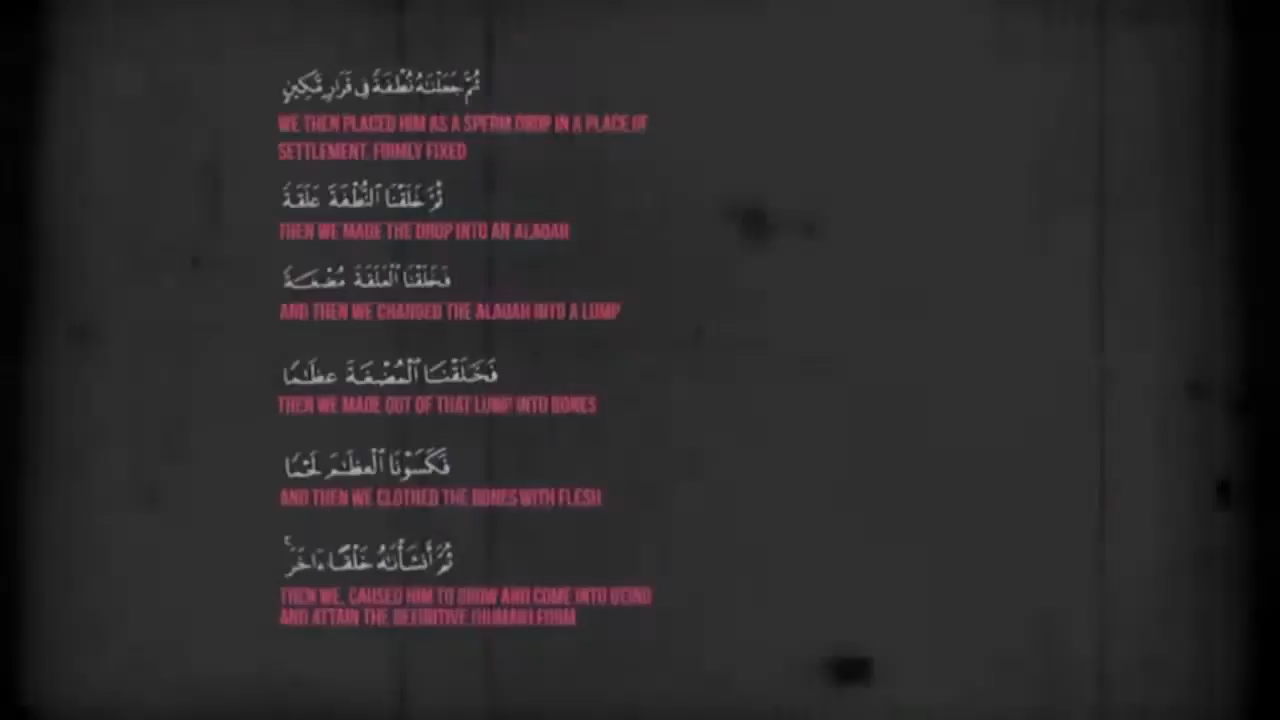 ثُمَّ جَعَلْنَـٰهُ نُطْفَةً فِى قَرَارٍ مَّكِينٍ
WE THEN PLACED HIM AS A SPERM DROP IN A PLACE OF
SETTLEMENT, FIRMLY FIXED
ثُمَّ خَلَقْنَا ٱلنُّطْفَةَ عَلَقَةً
THEN WE MADE THE DROP INTO AN ALAQAH
فَخَلَقْنَا ٱلْعَلَقَةَ مُضْغَةً
AND THEN WE CHANGED THE ALAQAH INTO A LUMP
فَخَلَقْنَا ٱلْمُضْغَةَ عِظَـٰمًا
THEN WE MADE OUT OF THAT LUMP INTO BONES
فَكَسَوْنَا ٱلْعِظَـٰمَ لَحْمًا
AND THEN WE CLOTHED THE BONES WITH FLESH
ثُمَّ أَنشَأْنَـٰهُ خَلْقًا ءَاخَرَ ۚ
THEN WE, CAUSED HIM TO GROW AND COME INTO BEING
AND ATTAIN THE DEFINITIVE (HUMAN) FORM